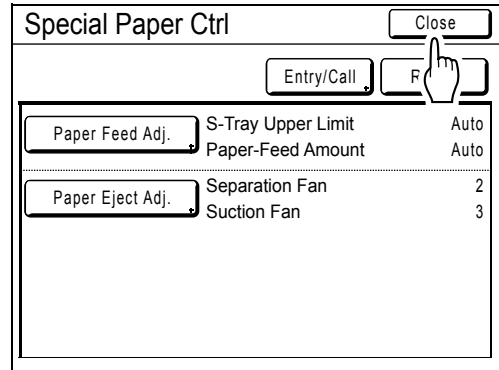 Special Paper Ctrl
Close
Entry/Call
Paper Feed Adj.
S-Tray Upper Limit Auto
Paper-Feed Amount Auto
Paper Eject Adj.
Separation Fan 2
Suction Fan 3